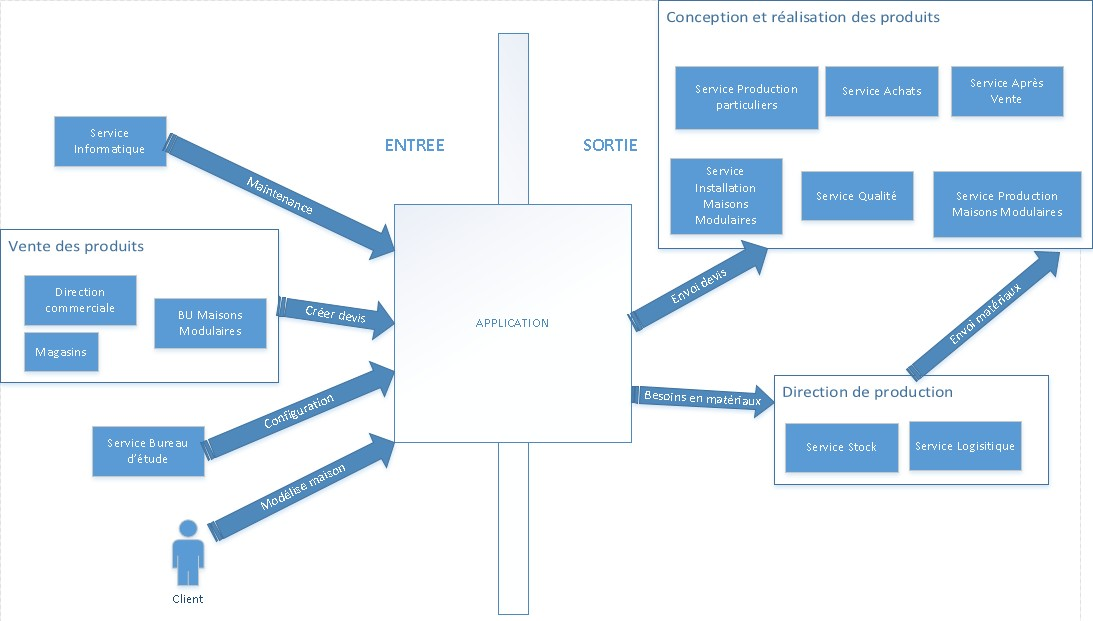 Conception et réalisation des produits
Service Production
particuliers
Service Achats
Service Après
Vente
Service
Installation
Maisons
Modulaires
Service Qualité
Service Production
Maisons Modulaires
ENTREE
SORTIE
Service
Informatique
Maintenance
Vente des produits
Direction
commerciale
BU Maisons
Modulaires
Magasins
Créer devis
APPLICATION
Envoi devis
Envoi matériaux
Besoins en matériaux
Direction de production
Service Stock
Service Logisitique
Configuration
Service Bureau
d'étude
Modélise maison
Client